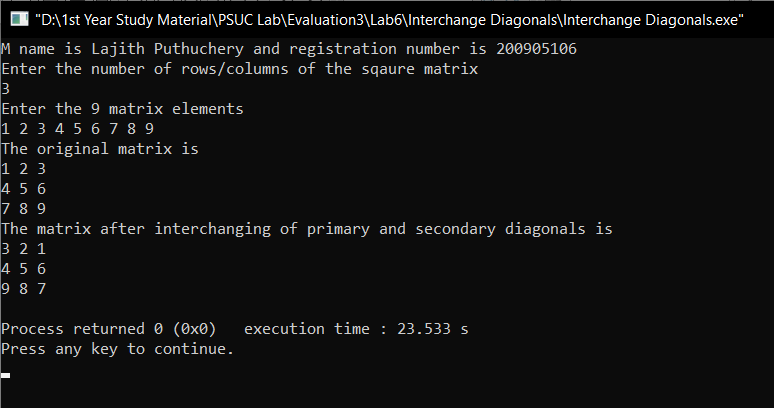 "D:\1st Year Study Material\PSUC Lab\Evaluation3\Lab6\Interchange Diagonals\Interchange Diagonals.exe"
M name is Lajith Puthuchery and registration number is 200905106
Enter the number of rows/columns of the sqaure matrix
3
Enter the 9 matrix elements
1 2 3 4 5 6 7 8 9
The original matrix is
1 2 3
4 5 6
7 8 9
The matrix after interchanging of primary and secondary diagonals is
3 2 1
4 5 6
9 8 7
Process returned 0 (0x0)   execution time : 23.533 s
Press any key to continue.